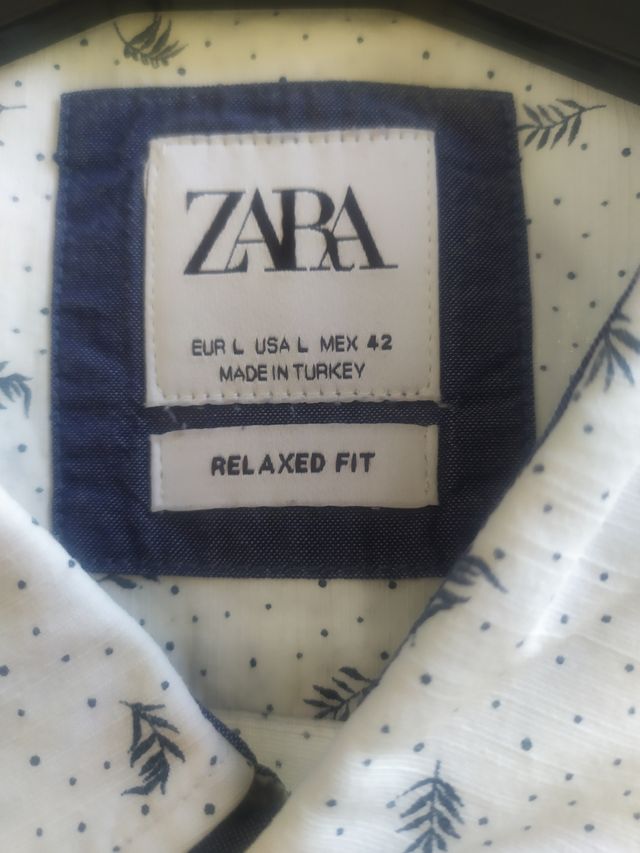 ZARA
EUR L USA L MEX 42
MADE IN TURKEY
RELAXED FIT